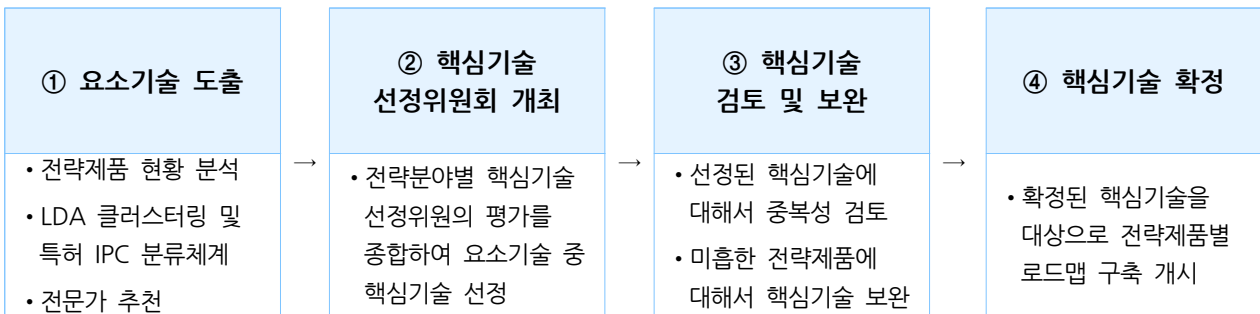 ① 요소기술 도출
• 전략제품 현황 분석
• LDA 클러스터링 및
특허 IPC 분류체계
• 전문가 추천
→
② 핵심기술
선정위원회 개최
• 전략분야별 핵심기술
선정위원의 평가를
종합하여 요소기술 중
핵심기술 선정
→
③ 핵심기술
검토 및 보완
• 선정된 핵심기술에
대해서 중복성 검토
• 미흡한 전략제품에
대해서 핵심기술 보완
→
④ 핵심기술 확정
• 확정된 핵심기술을
대상으로 전략제품별
로드맵 구축 개시